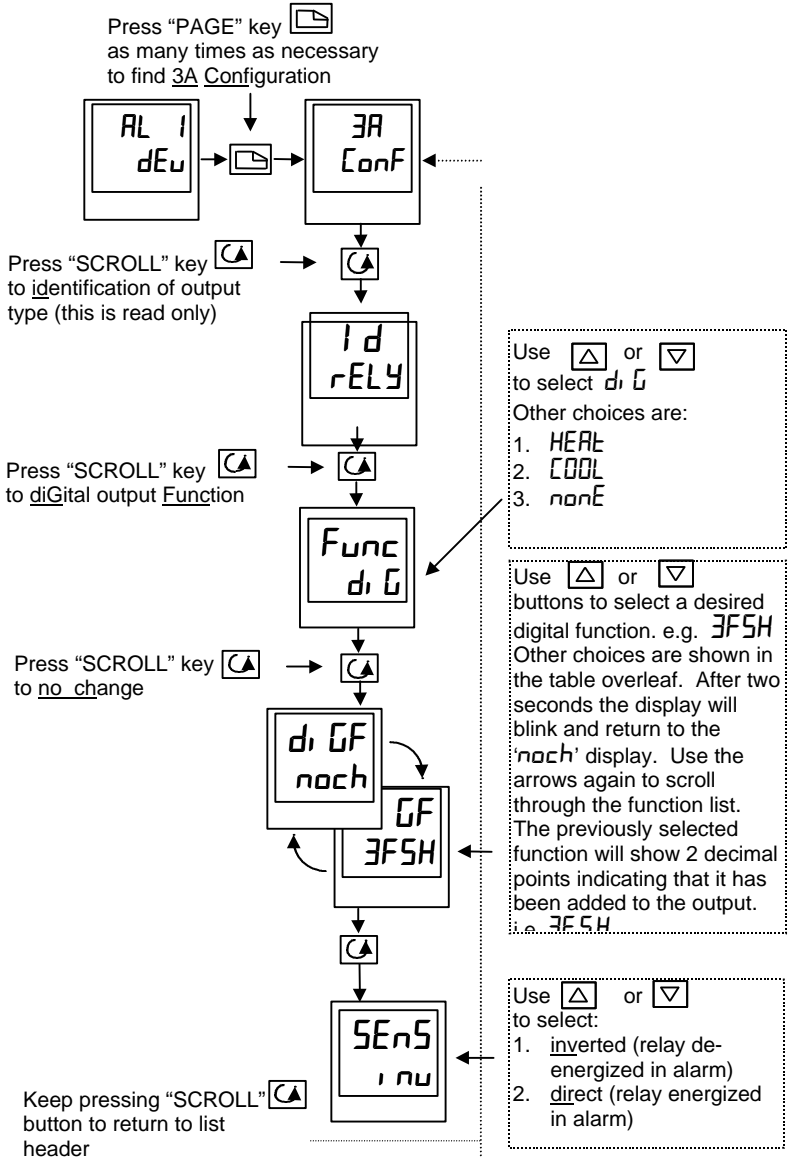 Press “PAGE” key
as many times as necessary
to find 3A Configuration
AL 1
dEv
3A
ConF
Press “SCROLL” key
to identification of output
type (this is read only)
1 d
rELY
Press “SCROLL” key
to diGital output Function
Func
di G
Use or
to select di G
Other choices are:
1. HEAt
2. COOL
3. nonE
Press “SCROLL” key
to no change
di GF
noch
GF
3FSH
Use or
buttons to select a desired
digital function. e.g. 3FSH
Other choices are shown in
the table overleaf. After two
seconds the display will
blink and return to the
‘noch’ display. Use the
arrows again to scroll
through the function list.
The previously selected
function will show 2 decimal
points indicating that it has
been added to the output.
i.e. 3FSH
SEnS
inv
Use or
to select:
1. inverted (relay de-
energized in alarm)
2. direct (relay energized
in alarm)
Keep pressing “SCROLL”
button to return to list
header